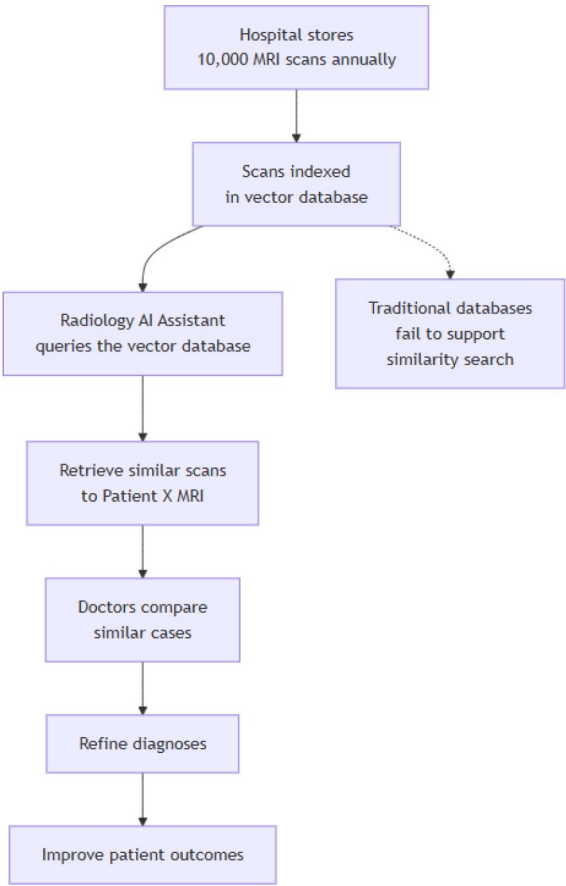 Hospital stores
10,000 MRI scans annually
Scans indexed
in vector database
Radiology AI Assistant
queries the vector database
Traditional databases
fail to support
similarity search
Retrieve similar scans
to Patient X MRI
Doctors compare
similar cases
Refine diagnoses
Improve patient outcomes